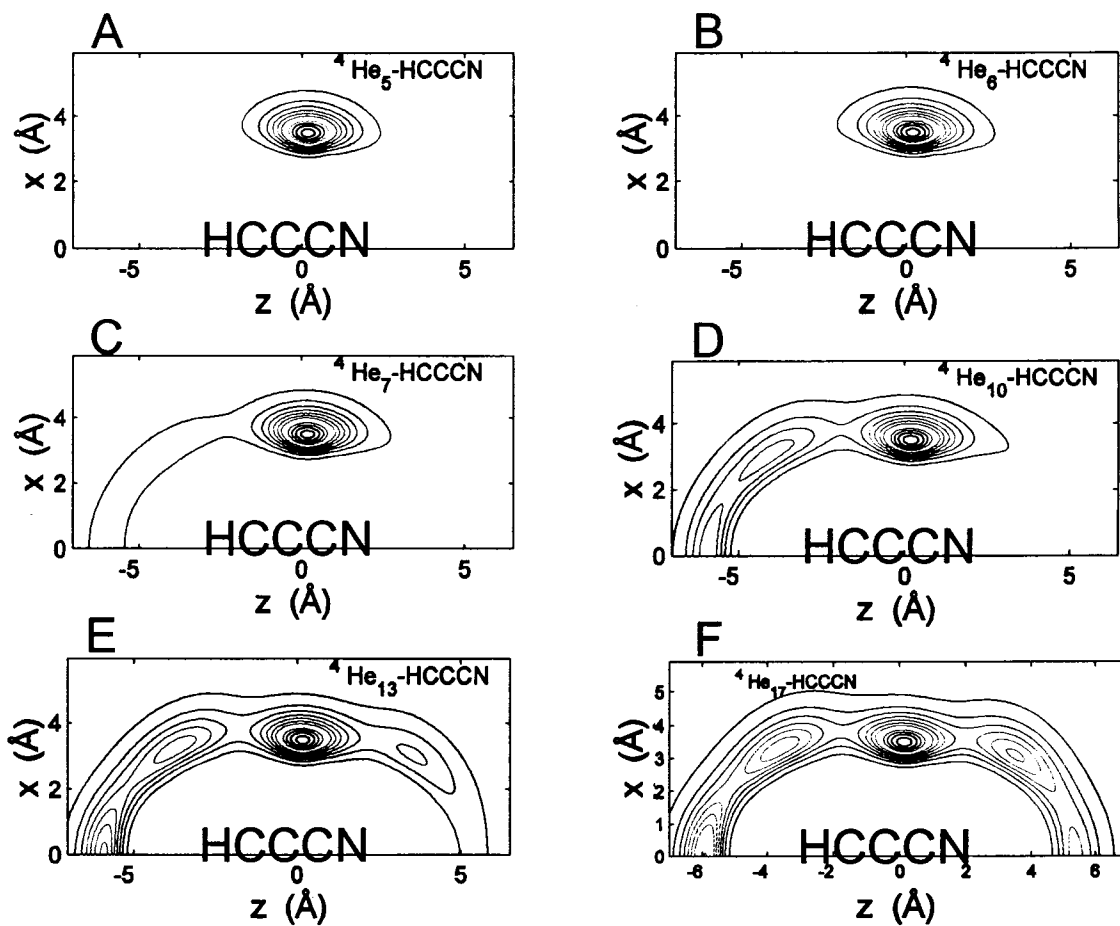 A
⁴He₅-HCCCN
4
2
0
x (Å)
HCCCN
-5 0 5
z (Å)
B
⁴He₆-HCCCN
4
2
0
x (Å)
HCCCN
-5 0 5
z (Å)
C
⁴He₇-HCCCN
4
2
0
x (Å)
HCCCN
-5 0 5
z (Å)
D
⁴He₁₀-HCCCN
4
2
0
x (Å)
HCCCN
-5 0 5
z (Å)
E
⁴He₁₃-HCCCN
4
2
0
x (Å)
HCCCN
-5 0 5
z (Å)
F
⁴He₁₇-HCCCN
5
4
3
2
1
0
x (Å)
HCCCN
-6 -4 -2 0 2 4 6
z (Å)